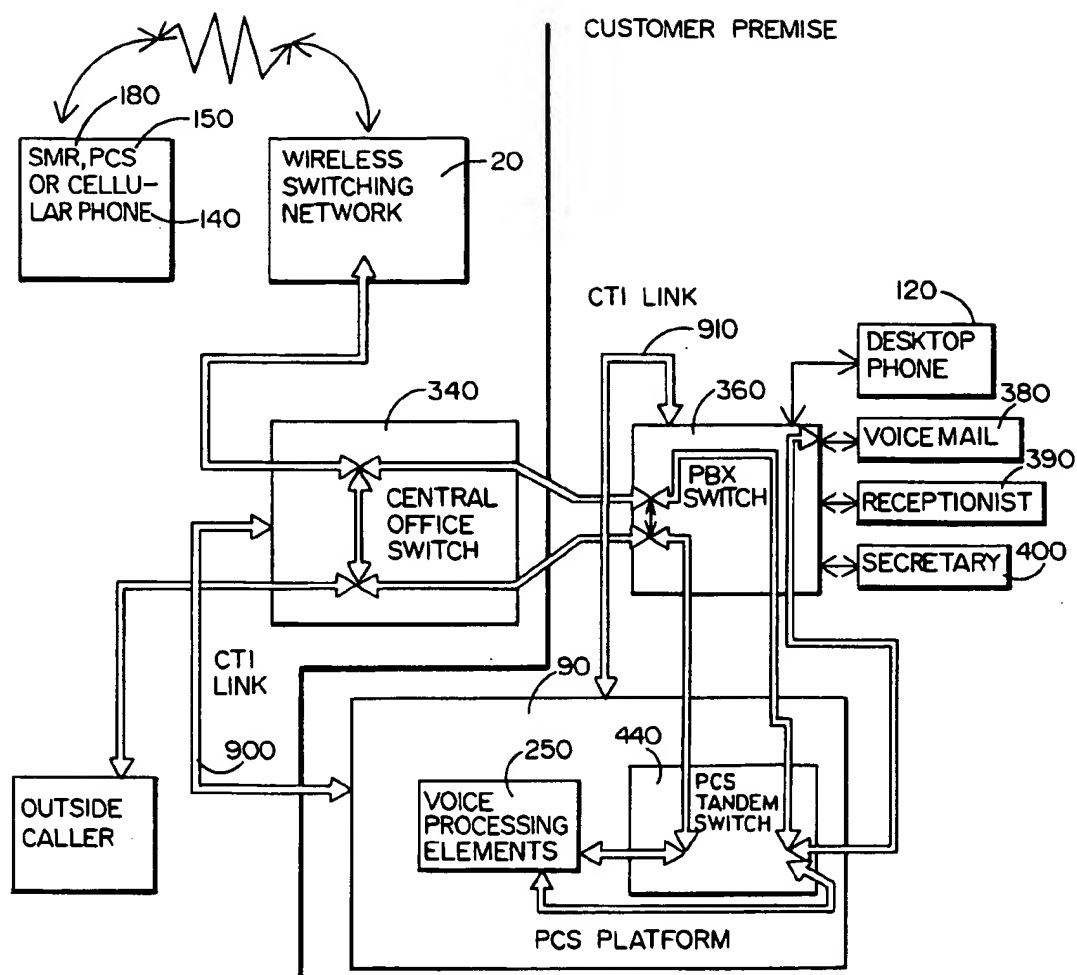 CUSTOMER PREMISE
180
150
SMR, PCS
OR CELLU-
LAR PHONE
140
WIRELESS
SWITCHING
NETWORK
20
CTI LINK
910
120
DESKTOP
PHONE
340
360
380
VOICE MAIL
PBX
SWITCH
390
RECEPTIONIST
CENTRAL
OFFICE
SWITCH
SECRETARY
400
CTI
LINK
90
900
250
440
OUTSIDE
CALLER
VOICE
PROCESSING
ELEMENTS
PCS
TANDEM
SWITCH
PCS PLATFORM